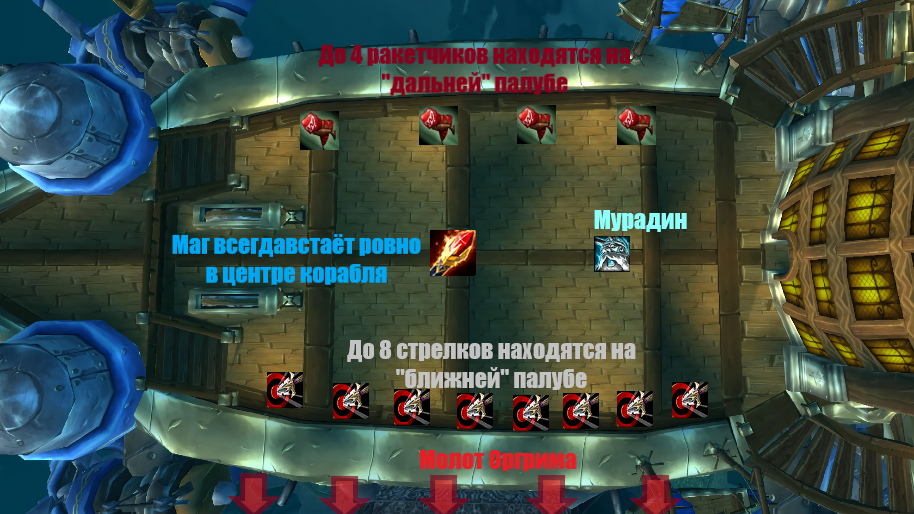 До 4 ракетчиков находятся на
"дальней" палубе
Мурадин
Маг всегдавстаёт ровно
в центре корабля
До 8 стрелков находятся на
"ближней" палубе
Молот Оргрима